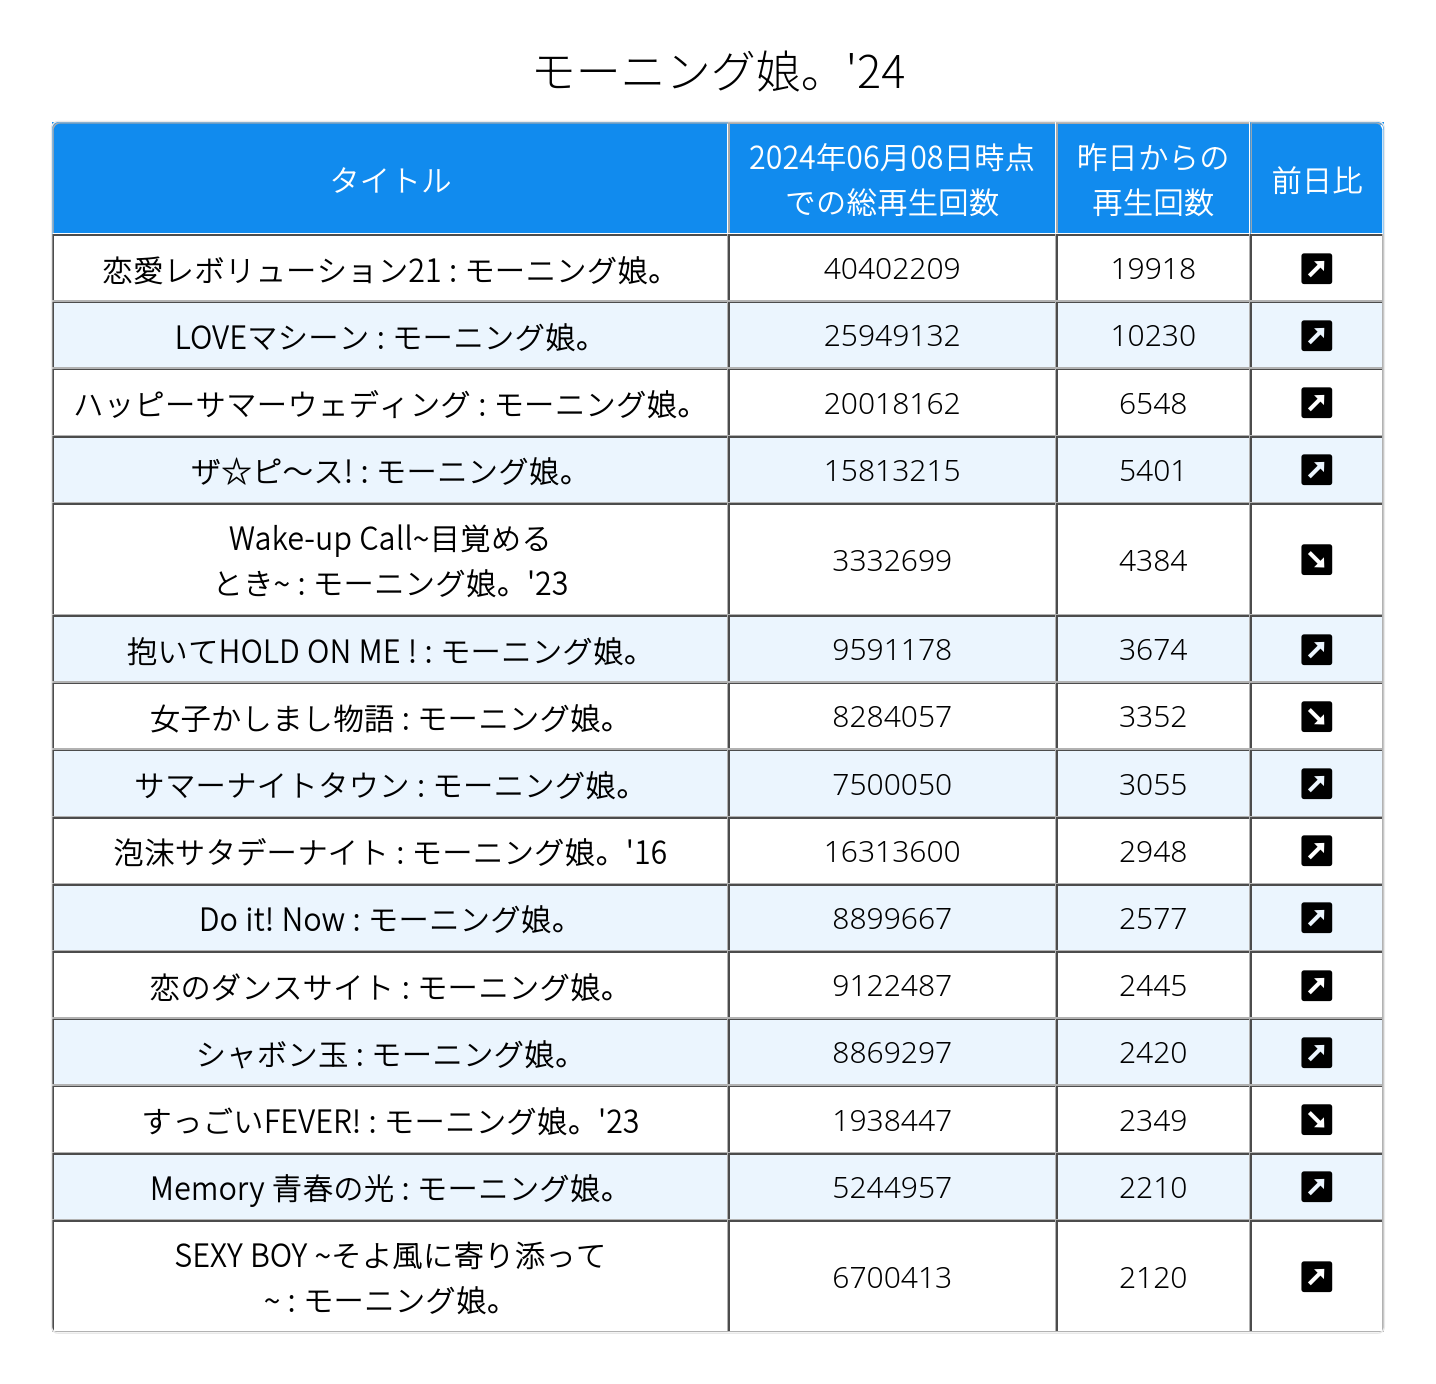 モーニング娘。'24
タイトル
2024年06月08日時点
での総再生回数
昨日からの
再生回数
前日比
恋愛レボリューション21 : モーニング娘。 40402209 19918
LOVEマシーン : モーニング娘。 25949132 10230
ハッピーサマーウェディング : モーニング娘。 20018162 6548
ザ☆ピ〜ス! : モーニング娘。 15813215 5401
Wake-up Call~目覚める
とき~ : モーニング娘。'23
3332699 4384
抱いてHOLD ON ME ! : モーニング娘。 9591178 3674
女子かしまし物語 : モーニング娘。 8284057 3352
サマーナイトタウン : モーニング娘。 7500050 3055
泡沫サタデーナイト : モーニング娘。'16 16313600 2948
Do it! Now : モーニング娘。 8899667 2577
恋のダンスサイト : モーニング娘。 9122487 2445
シャボン玉 : モーニング娘。 8869297 2420
すっごいFEVER! : モーニング娘。'23 1938447 2349
Memory 青春の光 : モーニング娘。 5244957 2210
SEXY BOY ~そよ風に寄り添って
~ : モーニング娘。
6700413 2120